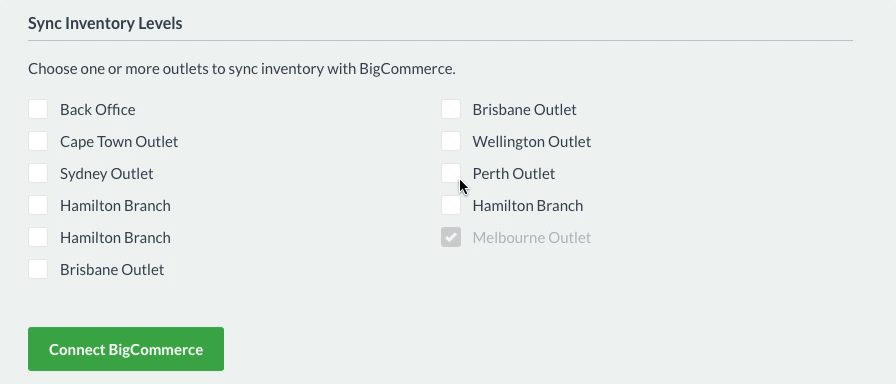 Sync Inventory Levels
Choose one or more outlets to sync inventory with BigCommerce.
Back Office
Brisbane Outlet
Cape Town Outlet
Wellington Outlet
Sydney Outlet
Perth Outlet
Hamilton Branch
Hamilton Branch
Hamilton Branch
Melbourne Outlet
Brisbane Outlet
Connect BigCommerce